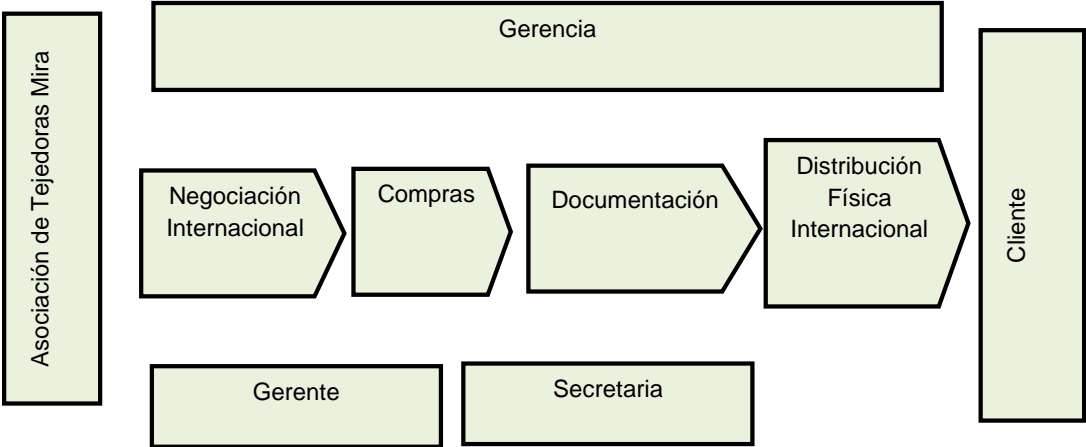 Asociación de Tejedoras Mira
Gerencia
Negociación
Internacional
Compras
Documentación
Distribución
Física
Internacional
Cliente
Gerente
Secretaria